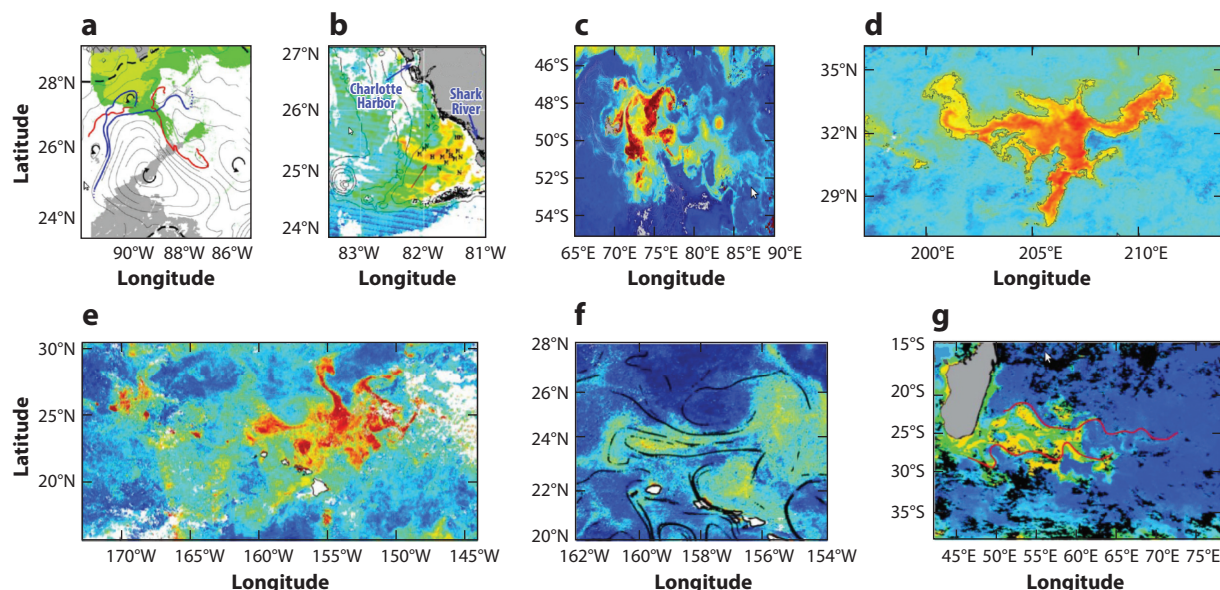 a
b
c
d
Latitude
28°N
26°N
24°N
90°W 88°W 86°W
Longitude
27°N
26°N
25°N
24°N
Charlotte
Harbor
Shark
River
83°W 82°W 81°W
Longitude
46°S
48°S
50°S
52°S
54°S
65°E 70°E 75°E 80°E 85°E 90°E
Longitude
35°N
32°N
29°N
200°E 205°E 210°E
Longitude
e
f
g
Latitude
30°N
25°N
20°N
170°W 165°W 160°W 155°W 150°W 144°W
Longitude
28°N
26°N
24°N
22°N
20°N
162°W 160°W 158°W 156°W 154°W
Longitude
15°S
20°S
25°S
30°S
35°S
45°E 50°E 55°E 60°E 65°E 70°E 75°E
Longitude